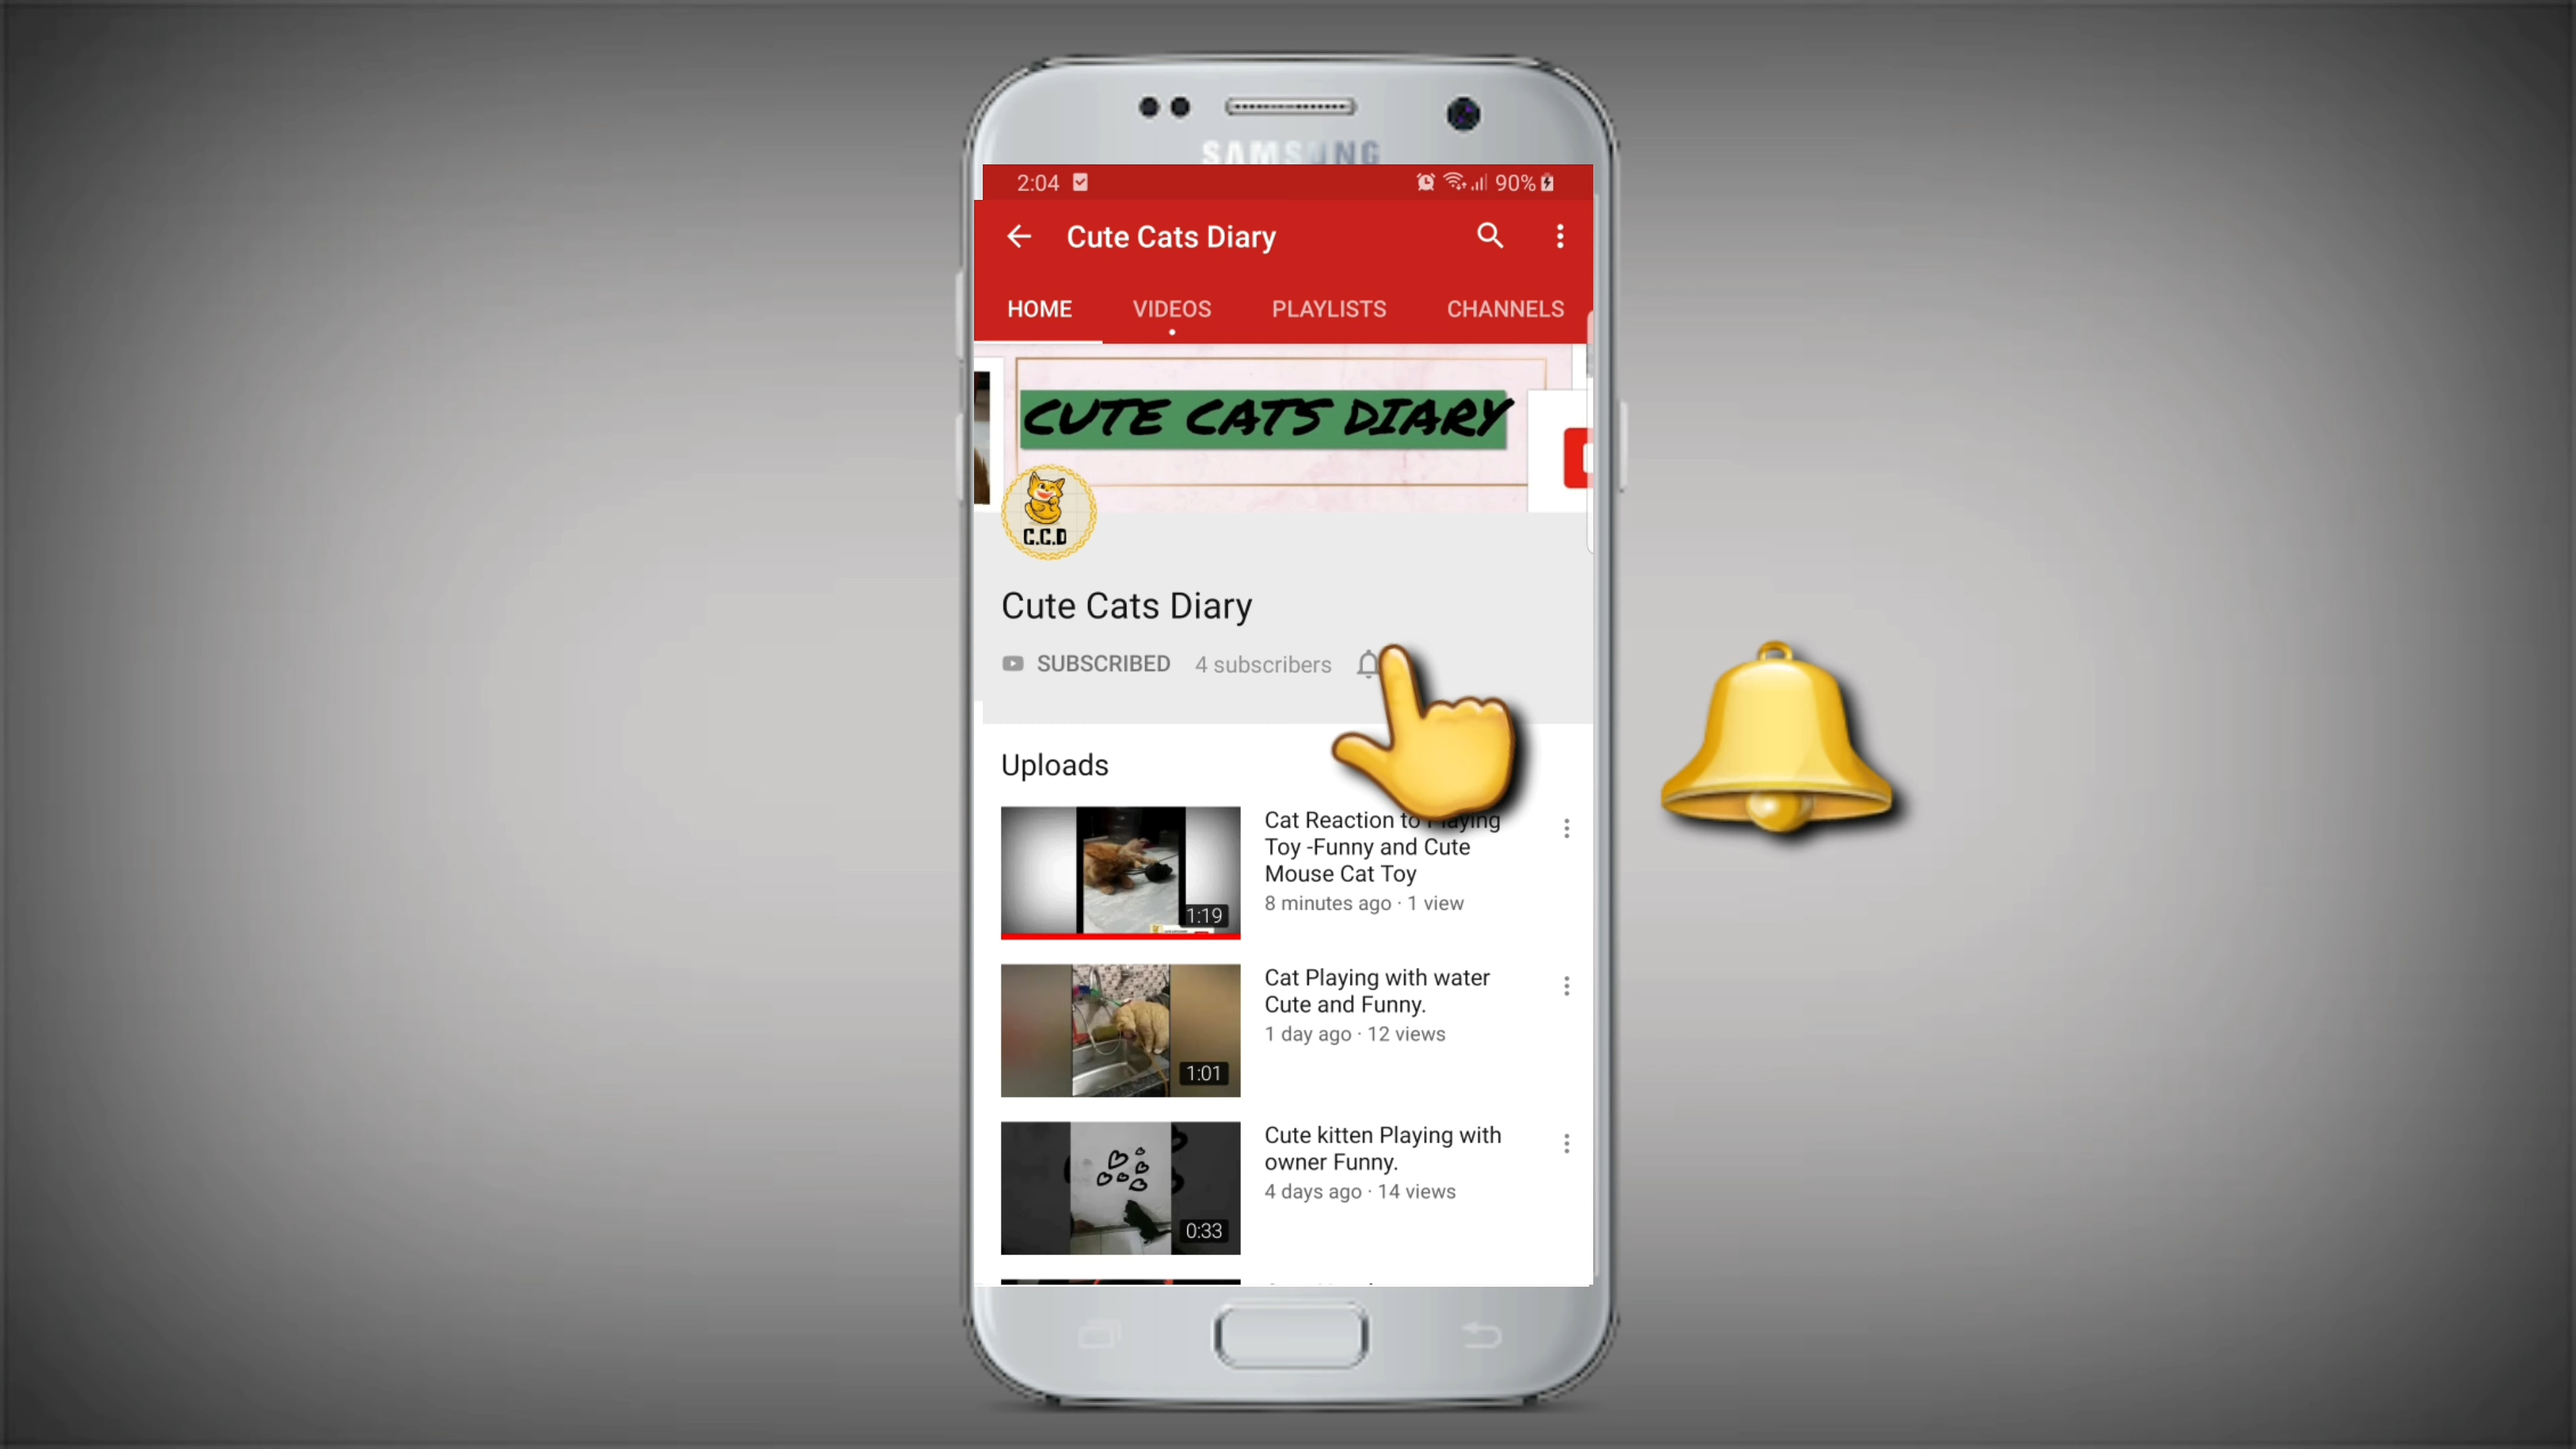 SAMSUNG
2:04
90%
Cute Cats Diary
HOME VIDEOS PLAYLISTS CHANNELS
CUTE CATS DIARY
C.C.D
Cute Cats Diary
SUBSCRIBED 4 subscribers
Uploads
Cat Reaction to Playing
Toy -Funny and Cute
Mouse Cat Toy
8 minutes ago · 1 view
1:19
Cat Playing with water
Cute and Funny.
1 day ago · 12 views
1:01
Cute kitten Playing with
owner Funny.
4 days ago · 14 views
0:33